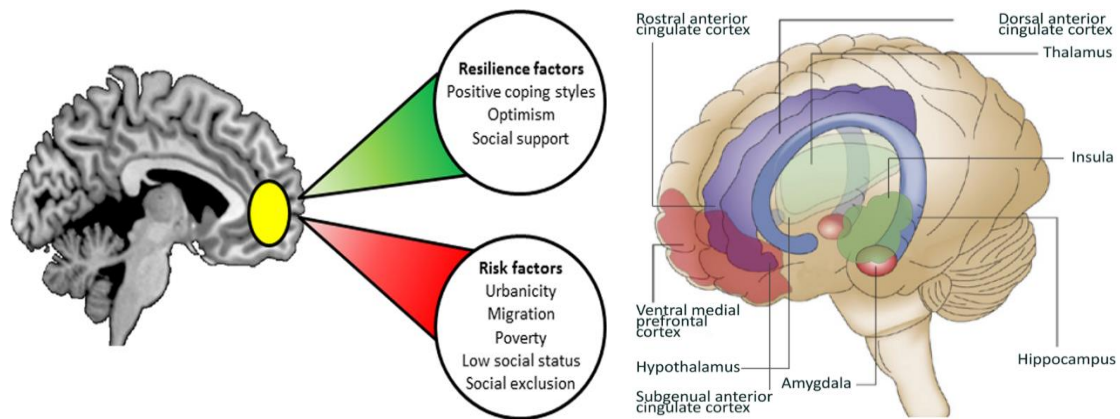 Resilience factors
Positive coping styles
Optimism
Social support
Risk factors
Urbanicity
Migration
Poverty
Low social status
Social exclusion
Rostral anterior
cingulate cortex
Dorsal anterior
cingulate cortex
Thalamus
Insula
Ventral medial
prefrontal
cortex
Hippocampus
Hypothalamus
Amygdala
Subgenual anterior
cingulate cortex